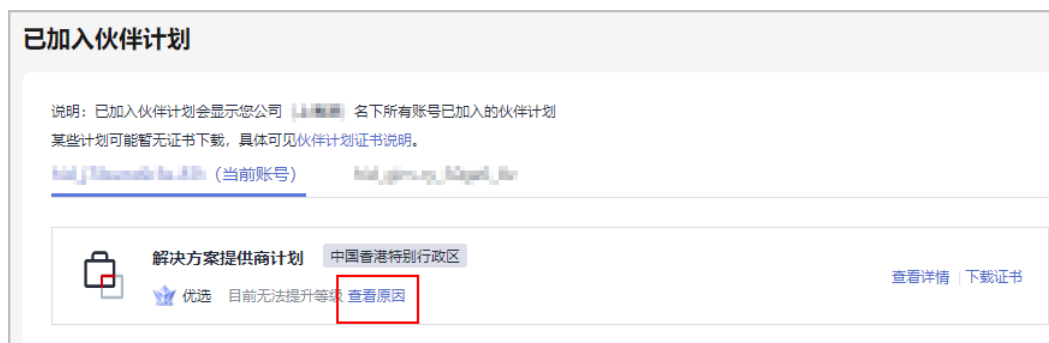 已加入伙伴计划
说明：已加入伙伴计划会显示您公司 名下所有账号已加入的伙伴计划
某些计划可能暂无证书下载，具体可见伙伴计划证书说明。
（当前账号）
解决方案提供商计划 中国香港特别行政区
优选 目前无法提升等级 查看原因
查看详情 下载证书